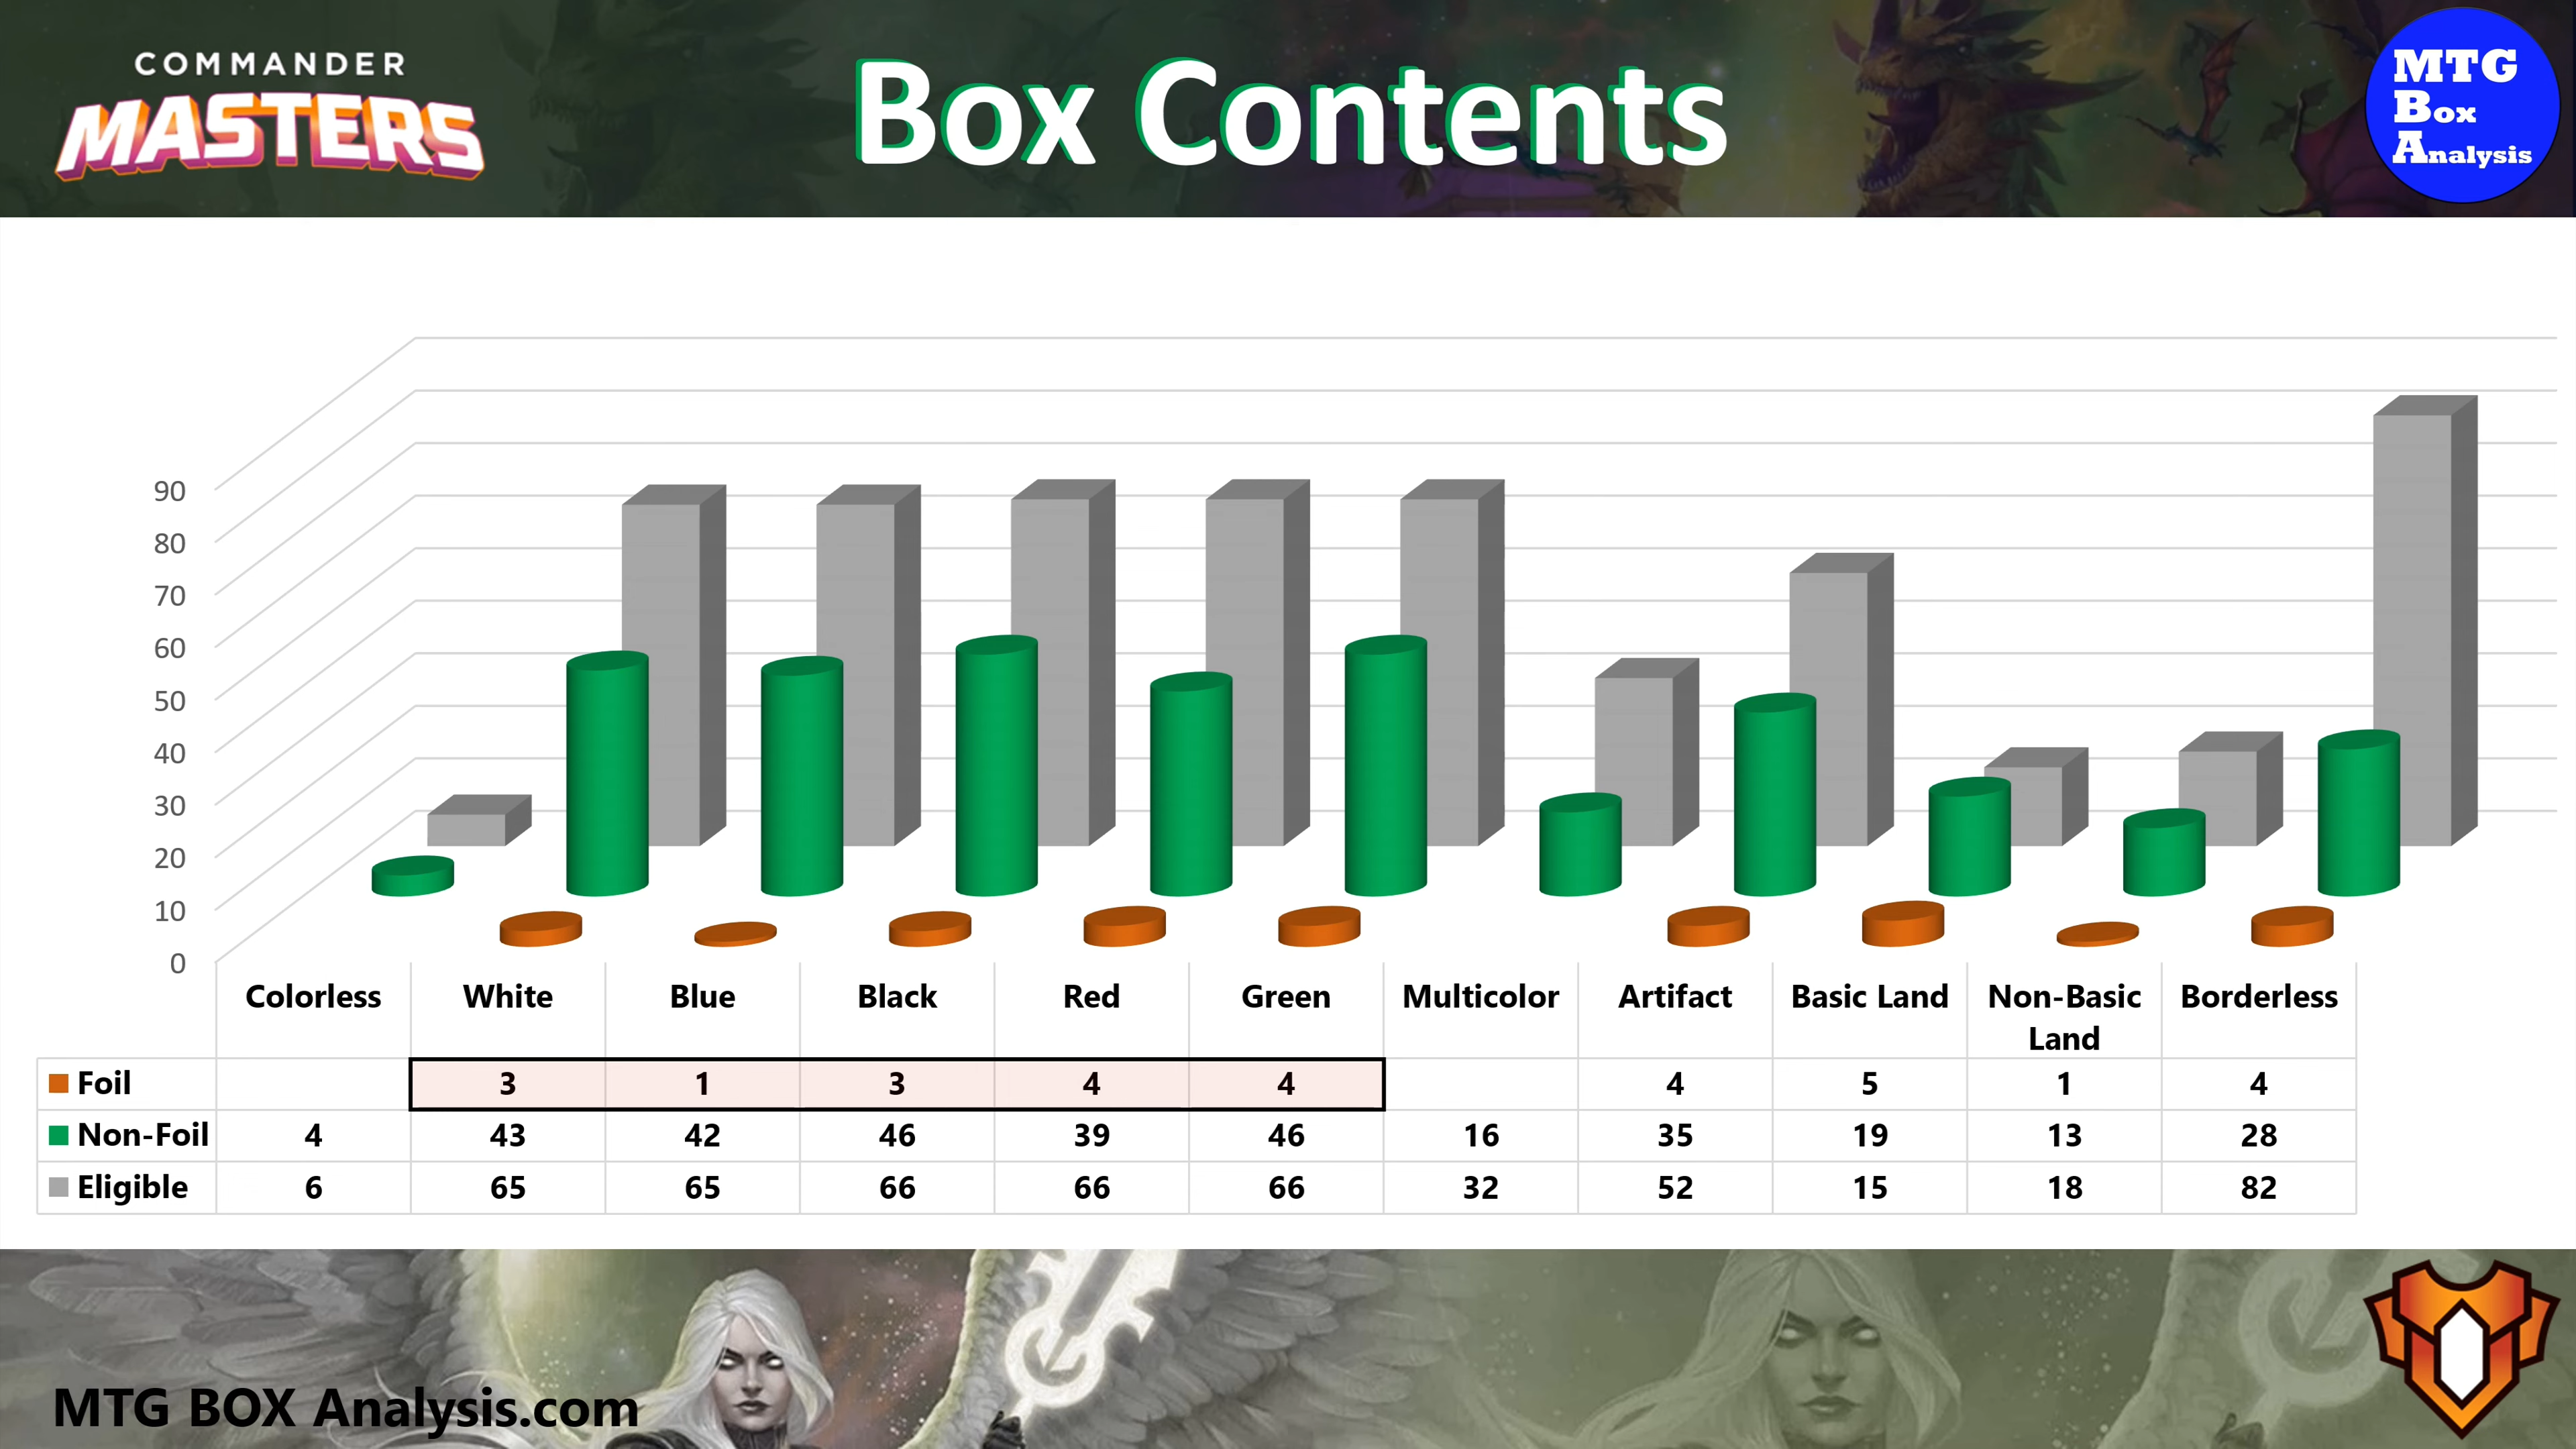 COMMANDER
MASTERS
Box Contents
MTG
Box
Analysis
90
80
70
60
50
40
30
20
10
0
Colorless White Blue Black Red Green Multicolor Artifact Basic Land Non-Basic Land Borderless
Foil 3 1 3 4 4 4 5 1 4
Non-Foil 4 43 42 46 39 46 16 35 19 13 28
Eligible 6 65 65 66 66 66 32 52 15 18 82
MTG BOX Analysis.com